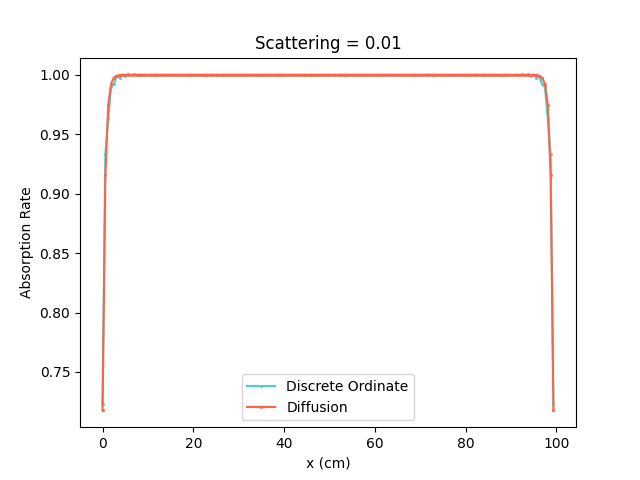 Scattering = 0.01
1.00
0.95
0.90
0.85
0.80
0.75
Absorption Rate
Discrete Ordinate
Diffusion
0 20 40 60 80 100
x (cm)